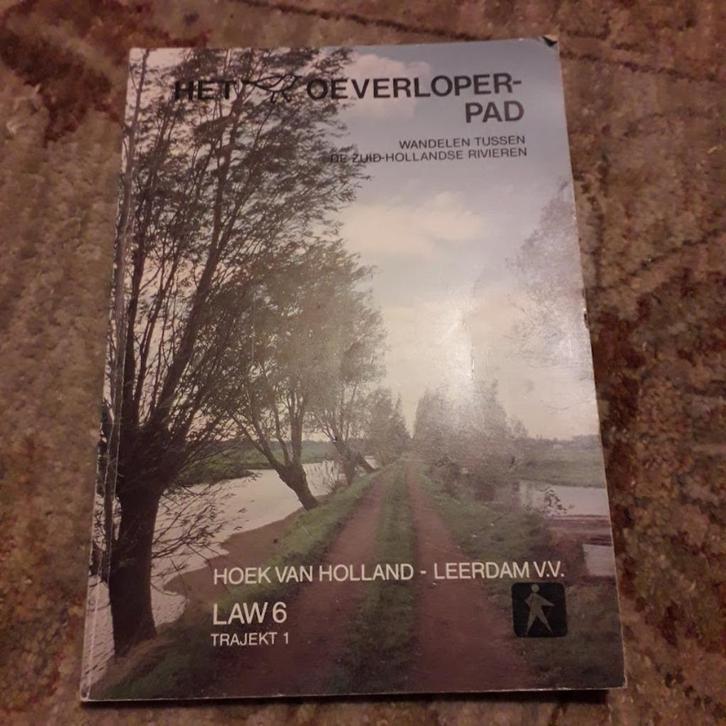 HET OEVERLOPER-
PAD
WANDELEN TUSSEN
DE ZUID-HOLLANDSE RIVIEREN
HOEK VAN HOLLAND - LEERDAM V.V.
LAW 6
TRAJEKT 1